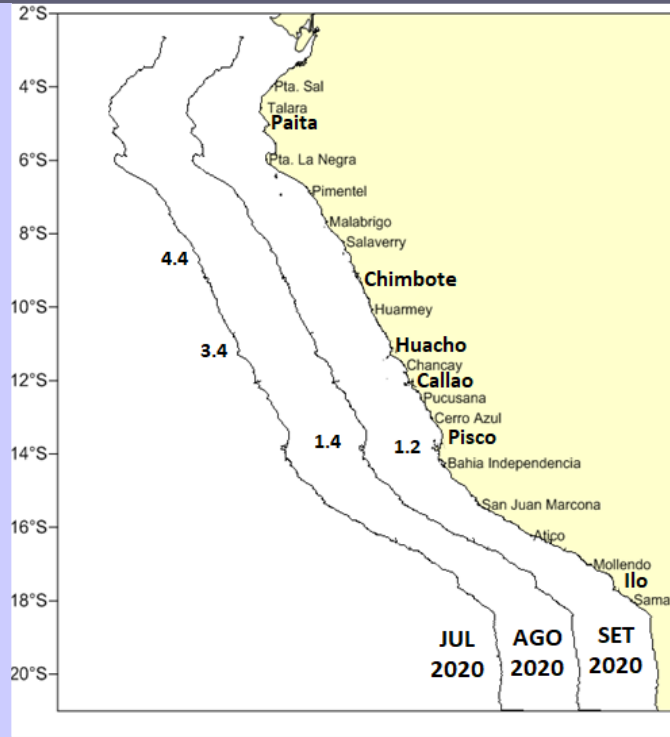 2°S
4°S
Pta. Sal
Talara
Paita
6°S
Pta. La Negra
Pimentel
Malabrigo
8°S
Salaverry
4.4
Chimbote
10°S
Huarmey
3.4
Huacho
Chancay
12°S
Callao
Pucusana
Cerro Azul
1.4
1.2
Pisco
14°S
Bahia Independencia
San Juan Marcona
16°S
Atico
Mollendo
Ilo
18°S
Sama
JUL
2020
AGO
2020
SET
2020
20°S